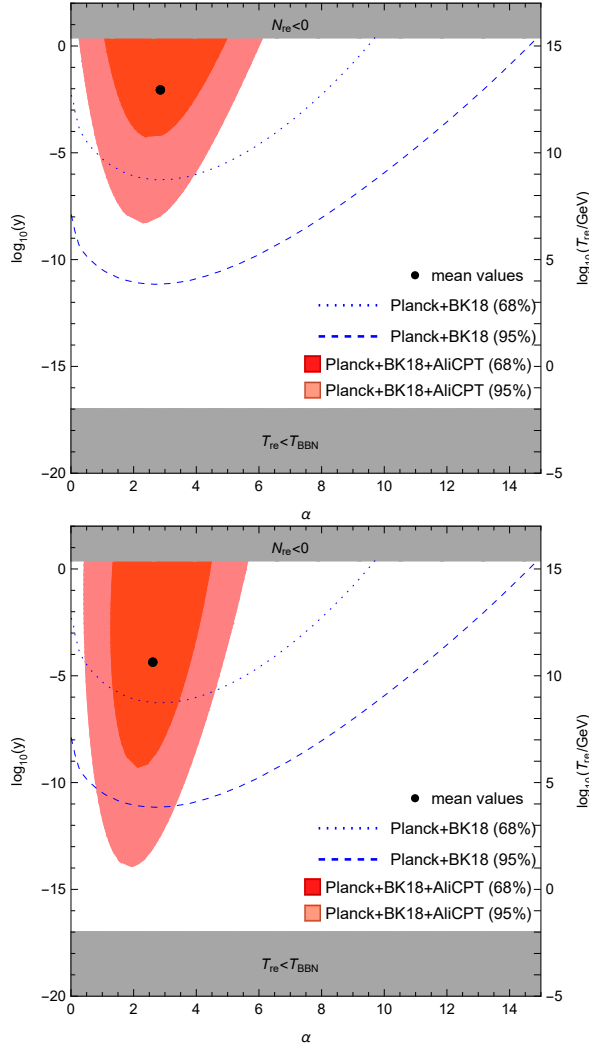 N_re<0
0
−5
−10
−15
−20
log10(y)
15
10
5
0
−5
log10(T_re/GeV)
mean values
Planck+BK18 (68%)
Planck+BK18 (95%)
Planck+BK18+AliCPT (68%)
Planck+BK18+AliCPT (95%)
T_re<T_BBN
0 2 4 6 8 10 12 14
α
N_re<0
0
−5
−10
−15
−20
log10(y)
15
10
5
0
−5
log10(T_re/GeV)
mean values
Planck+BK18 (68%)
Planck+BK18 (95%)
Planck+BK18+AliCPT (68%)
Planck+BK18+AliCPT (95%)
T_re<T_BBN
0 2 4 6 8 10 12 14
α